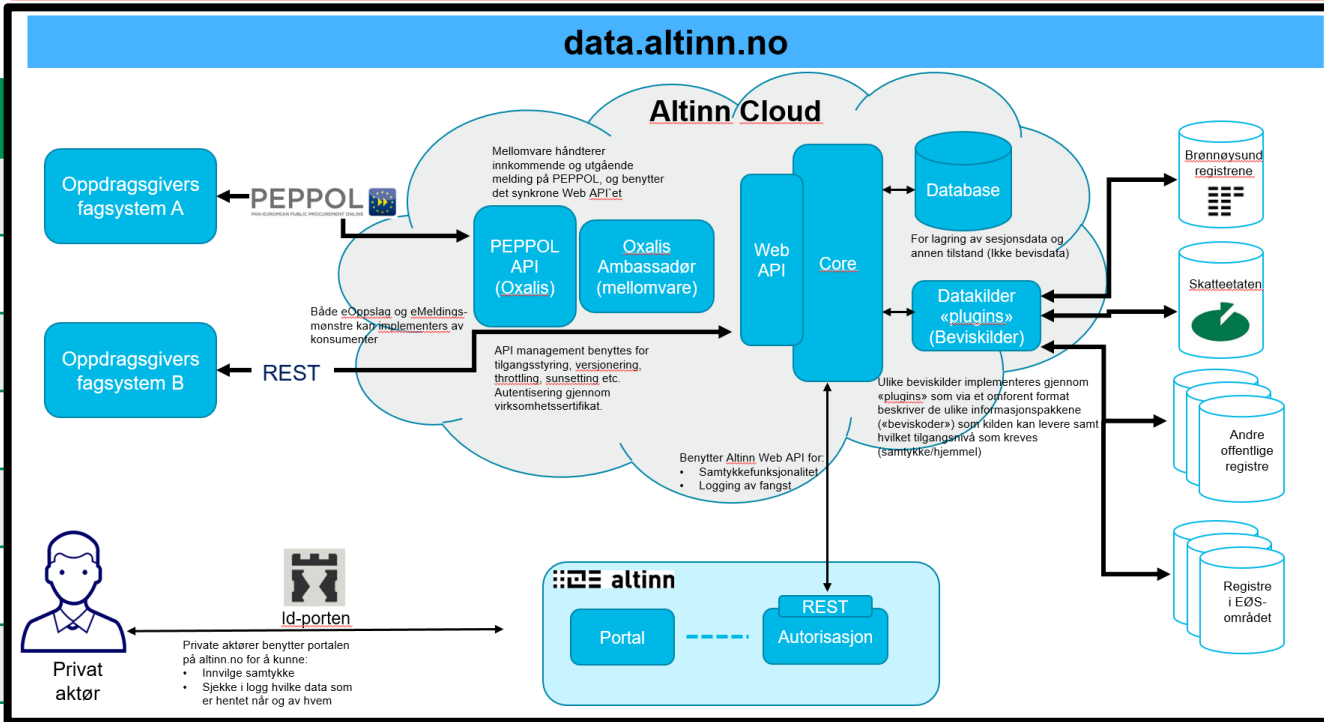 data.altinn.no
Altinn Cloud
Oppdragsgivers
fagsystem A
PEPPOL
PAN-EUROPEAN PUBLIC PROCUREMENT ONLINE
Mellomvare håndterer
innkommende og utgående
melding på PEPPOL, og benytter
det synkrone Web API`et
PEPPOL
API
(Oxalis)
Oxalis
Ambassadør
(mellomvare)
Web
API
Core
Database
For lagring av sesjonsdata og
annen tilstand (Ikke bevisdata)
Datakilder
«plugins»
(Beviskilder)
Brønnøysund
registrene
Skatteetaten
Både eOppslag og eMeldings-
mønstre kan implementers av
konsumenter
Oppdragsgivers
fagsystem B
REST
API management benyttes for
tilgangsstyring, versjonering,
throttling, sunsetting etc.
Autentisering gjennom
virksomhetssertifikat.
Ulike beviskilder implementeres gjennom
«plugins» som via et omforent format
beskriver de ulike informasjonspakkene
(«beviskoder») som kilden kan levere samt
hvilket tilgangsnivå som kreves
(samtykke/hjemmel)
Andre
offentlige
registre
Benytter Altinn Web API for:
• Samtykkefunksjonalitet
• Logging av fangst
Registre
i EØS-
området
Privat
aktør
Id-porten
Private aktører benytter portalen
på altinn.no for å kunne:
• Innvilge samtykke
• Sjekke i logg hvilke data som
er hentet når og av hvem
altinn
Portal
REST
Autorisasjon